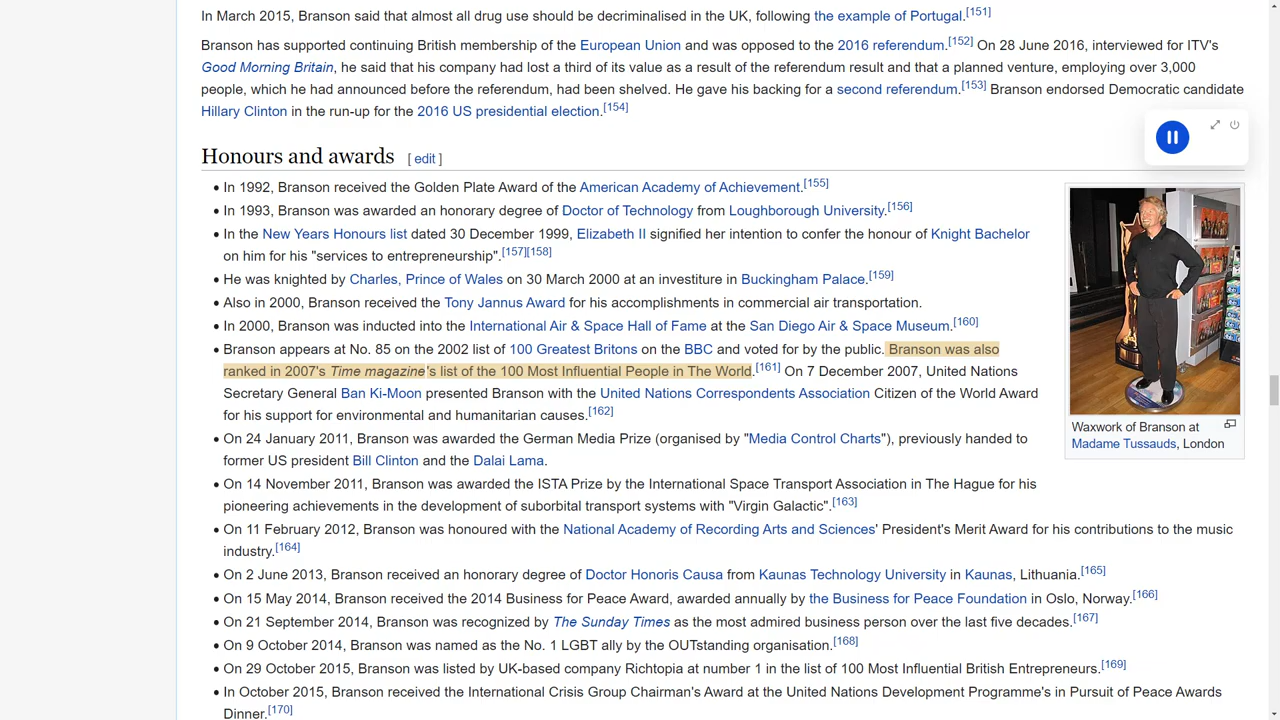 In March 2015, Branson said that almost all drug use should be decriminalised in the UK, following the example of Portugal.[151]
Branson has supported continuing British membership of the European Union and was opposed to the 2016 referendum.[152] On 28 June 2016, interviewed for ITV's
Good Morning Britain, he said that his company had lost a third of its value as a result of the referendum result and that a planned venture, employing over 3,000
people, which he had announced before the referendum, had been shelved. He gave his backing for a second referendum.[153] Branson endorsed Democratic candidate
Hillary Clinton in the run-up for the 2016 US presidential election.[154]
Honours and awards [ edit ]
• In 1992, Branson received the Golden Plate Award of the American Academy of Achievement.[155]
• In 1993, Branson was awarded an honorary degree of Doctor of Technology from Loughborough University.[156]
• In the New Years Honours list dated 30 December 1999, Elizabeth II signified her intention to confer the honour of Knight Bachelor
on him for his "services to entrepreneurship".[157][158]
• He was knighted by Charles, Prince of Wales on 30 March 2000 at an investiture in Buckingham Palace.[159]
• Also in 2000, Branson received the Tony Jannus Award for his accomplishments in commercial air transportation.
• In 2000, Branson was inducted into the International Air & Space Hall of Fame at the San Diego Air & Space Museum.[160]
• Branson appears at No. 85 on the 2002 list of 100 Greatest Britons on the BBC and voted for by the public. Branson was also
ranked in 2007's Time magazine's list of the 100 Most Influential People in The World.[161] On 7 December 2007, United Nations
Secretary General Ban Ki-Moon presented Branson with the United Nations Correspondents Association Citizen of the World Award
for his support for environmental and humanitarian causes.[162]
• On 24 January 2011, Branson was awarded the German Media Prize (organised by "Media Control Charts"), previously handed to
former US president Bill Clinton and the Dalai Lama.
• On 14 November 2011, Branson was awarded the ISTA Prize by the International Space Transport Association in The Hague for his
pioneering achievements in the development of suborbital transport systems with "Virgin Galactic".[163]
• On 11 February 2012, Branson was honoured with the National Academy of Recording Arts and Sciences' President's Merit Award for his contributions to the music
industry.[164]
• On 2 June 2013, Branson received an honorary degree of Doctor Honoris Causa from Kaunas Technology University in Kaunas, Lithuania.[165]
• On 15 May 2014, Branson received the 2014 Business for Peace Award, awarded annually by the Business for Peace Foundation in Oslo, Norway.[166]
• On 21 September 2014, Branson was recognized by The Sunday Times as the most admired business person over the last five decades.[167]
• On 9 October 2014, Branson was named as the No. 1 LGBT ally by the OUTstanding organisation.[168]
• On 29 October 2015, Branson was listed by UK-based company Richtopia at number 1 in the list of 100 Most Influential British Entrepreneurs.[169]
• In October 2015, Branson received the International Crisis Group Chairman's Award at the United Nations Development Programme's in Pursuit of Peace Awards
Dinner.[170]
Waxwork of Branson at
Madame Tussauds, London